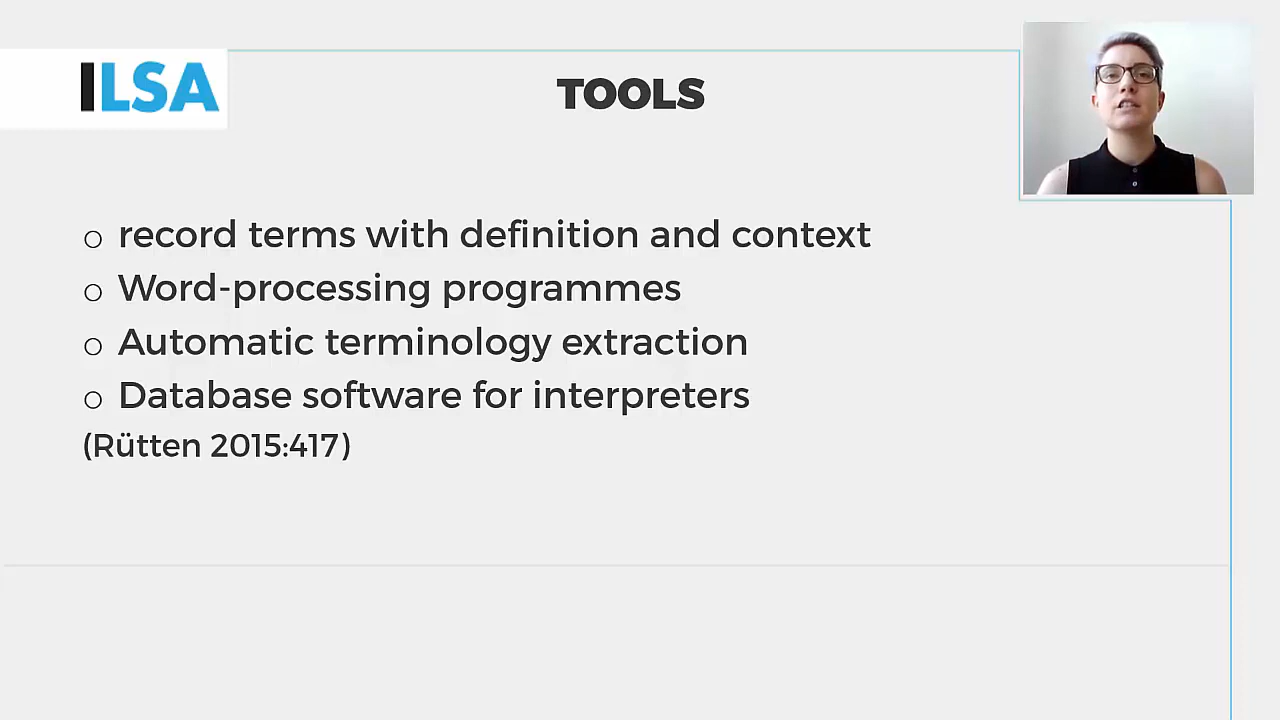 ILSA
TOOLS
o record terms with definition and context
o Word-processing programmes
o Automatic terminology extraction
o Database software for interpreters
(Rütten 2015:417)